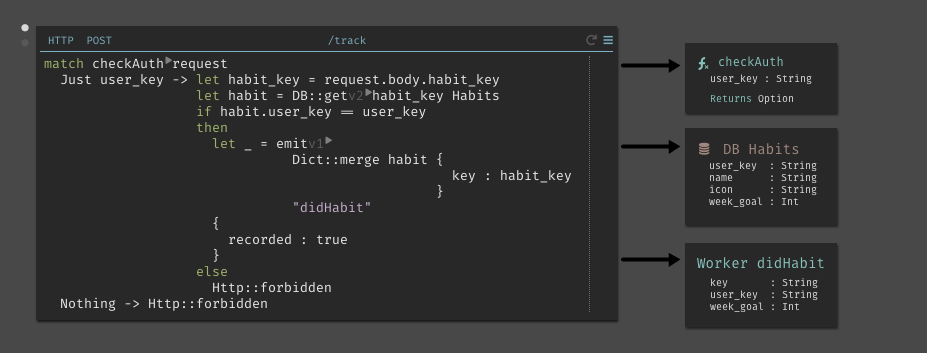 HTTP POST /track
match checkAuth request
Just user_key -> let habit_key = request.body.habit_key
let habit = DB::getv2 habit_key Habits
if habit.user_key == user_key
then
let _ = emitv1
Dict::merge habit {
key : habit_key
}
"didHabit"
{
recorded : true
}
else
Http::forbidden
Nothing -> Http::forbidden
fx checkAuth
user_key : String
Returns Option
DB Habits
user_key : String
name : String
icon : String
week_goal : Int
Worker didHabit
key : String
user_key : String
week_goal : Int